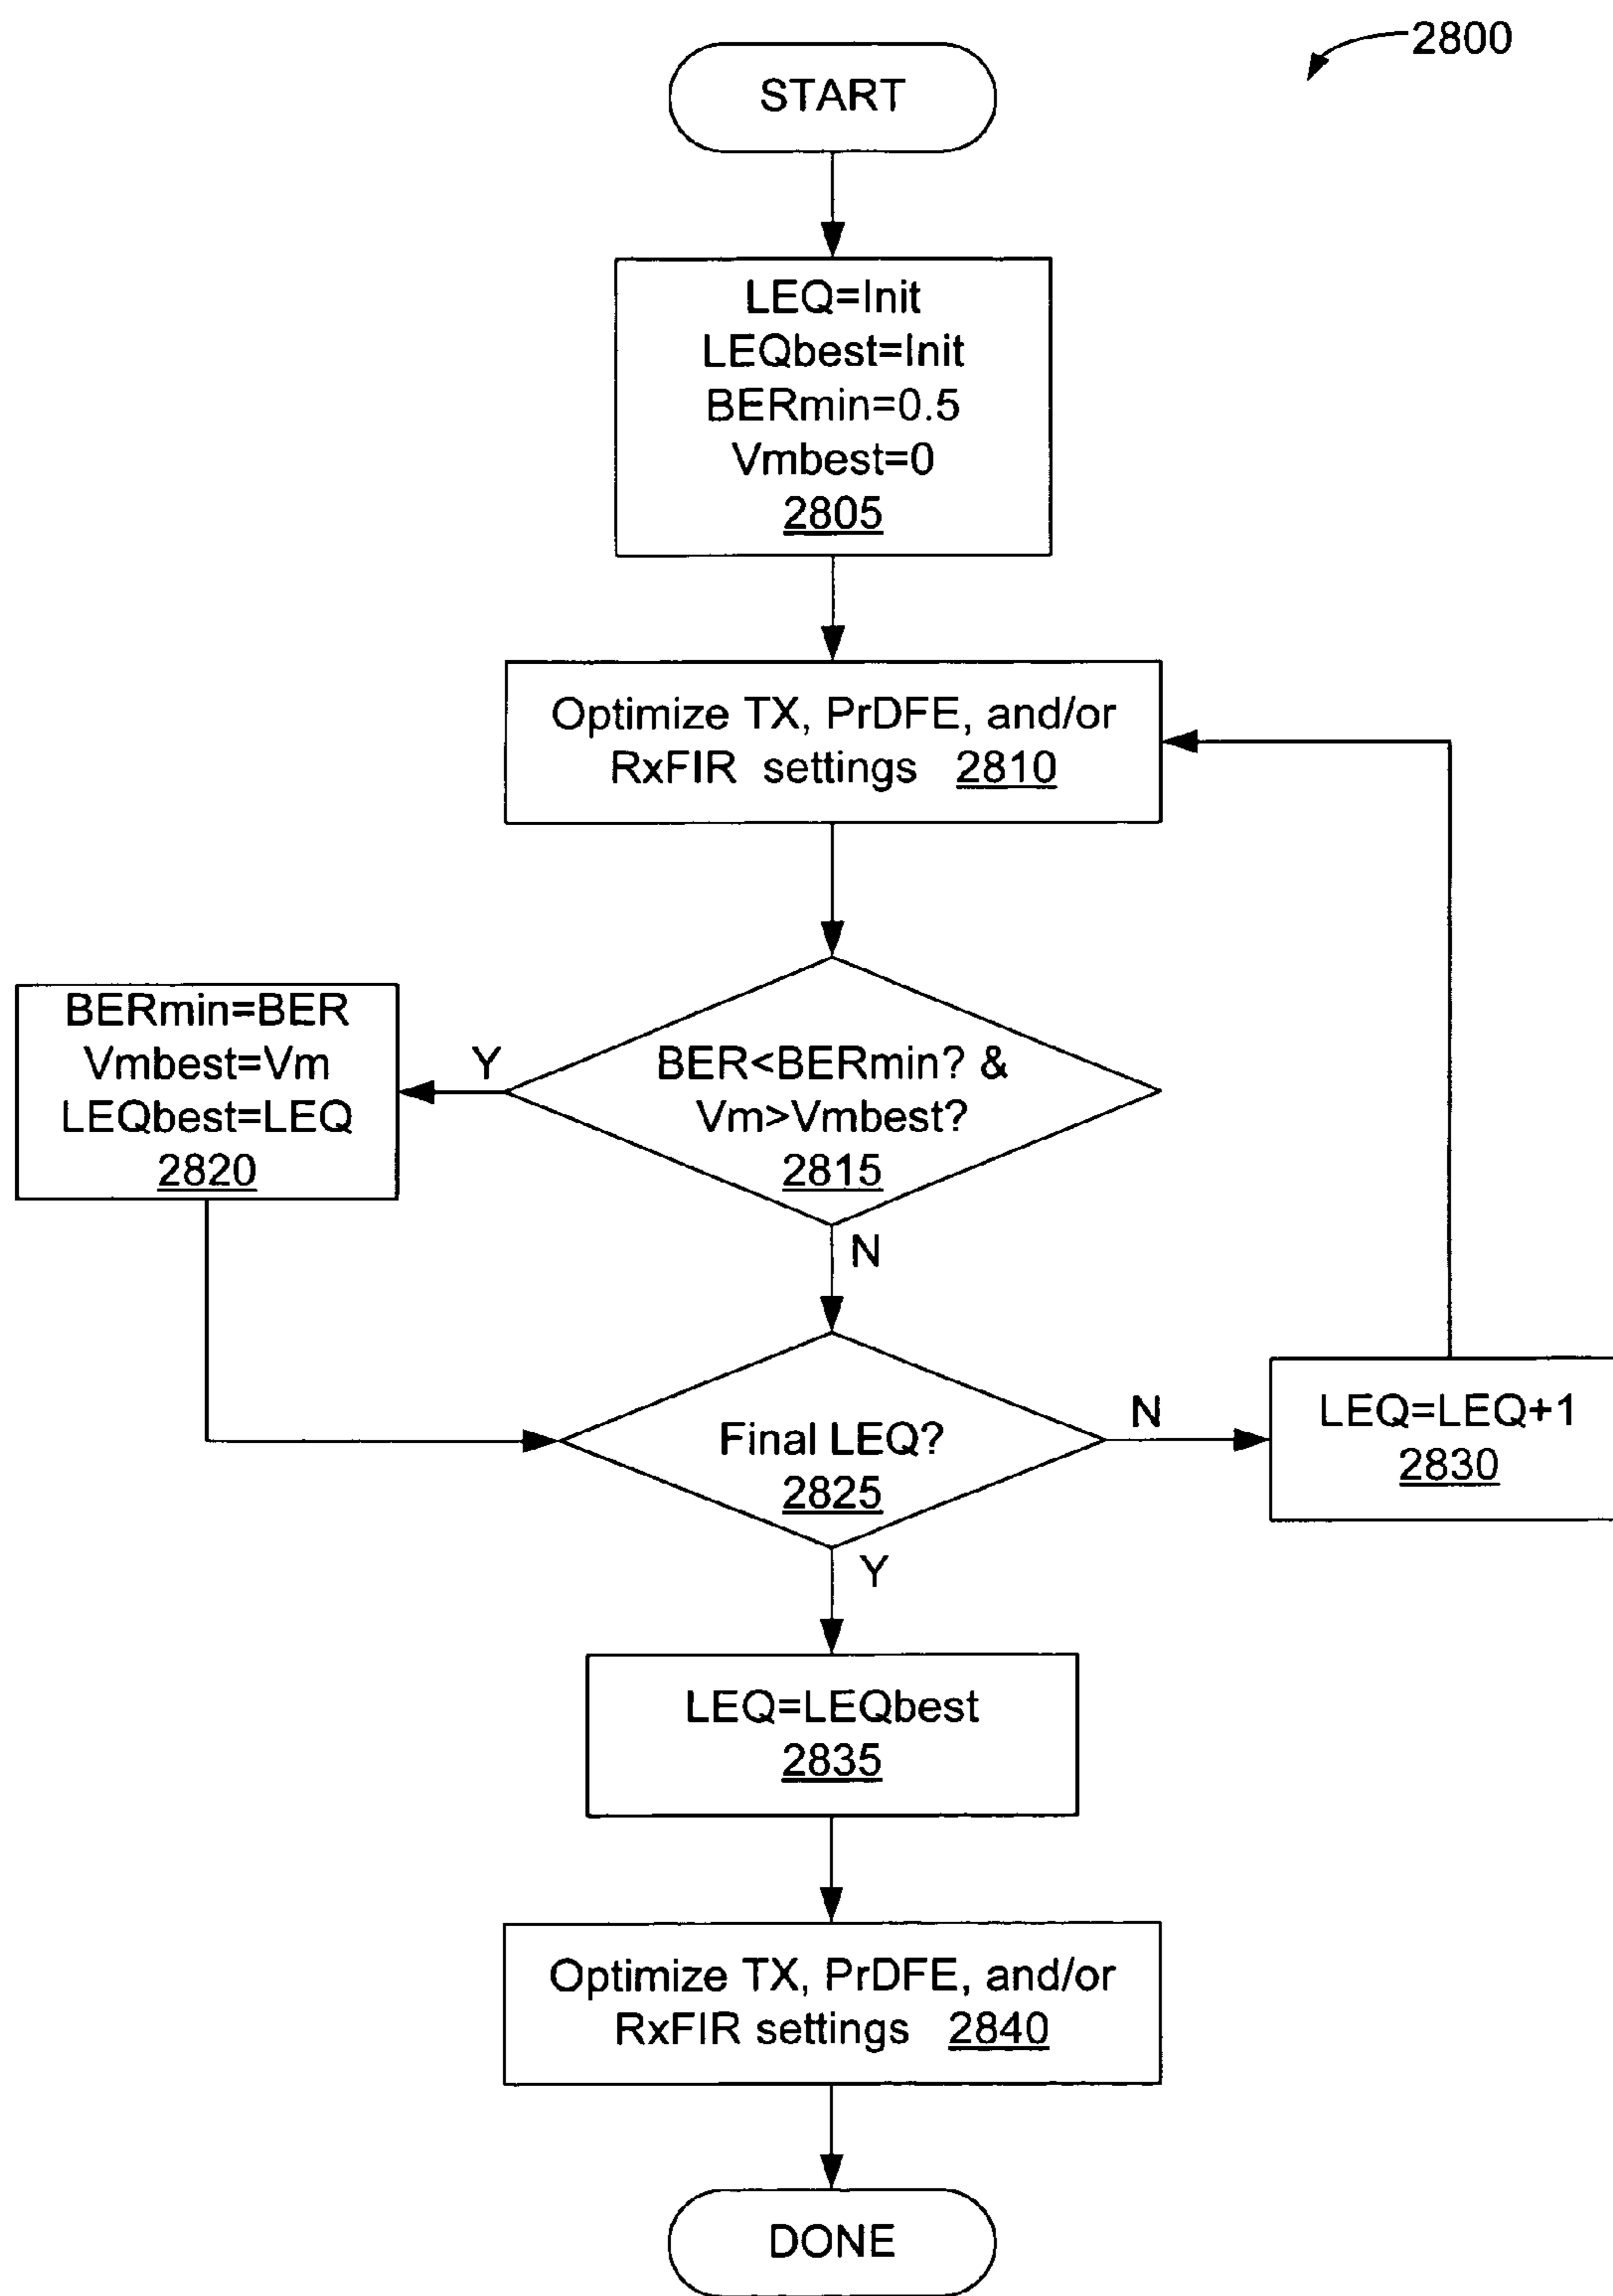 2800
START
LEQ=Init
LEQbest=Init
BERmin=0.5
Vmbest=0
2805
Optimize TX, PrDFE, and/or
RxFIR settings 2810
BERmin=BER
Vmbest=Vm
LEQbest=LEQ
2820
Y
BER<BERmin? &
Vm>Vmbest?
2815
N
Final LEQ?
2825
N
LEQ=LEQ+1
2830
Y
LEQ=LEQbest
2835
Optimize TX, PrDFE, and/or
RxFIR settings 2840
DONE